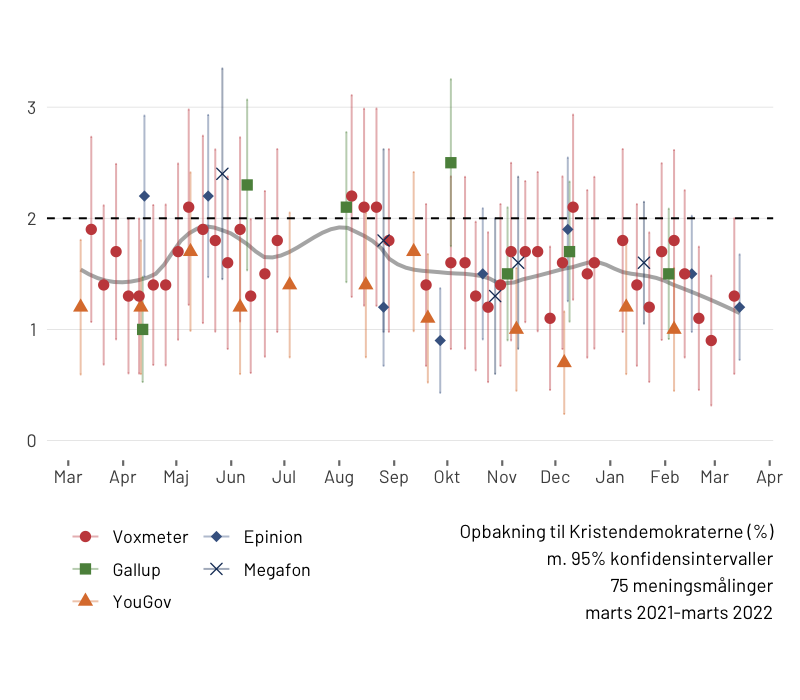 3
2
1
0
Mar Apr Maj Jun Jul Aug Sep Okt Nov Dec Jan Feb Mar Apr
Voxmeter Epinion
Gallup Megafon
YouGov
Opbakning til Kristendemokraterne (%)
m. 95% konfidensintervaller
75 meningsmålinger
marts 2021-marts 2022